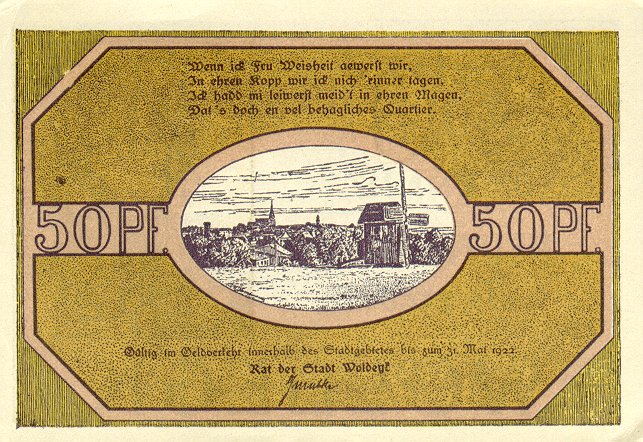 Wenn ick Fru Weisheit aewerst wir,
In ehren Kopp wir ick nich 'rinner tagen.
Ick hadd mi leiwerst meid't in ehren Magen,
Dat 's doch en vel behagliches Quartier.
50 PF. 50 PF.
Gültig im Geldverkehr innerhalb des Stadtgebietes bis zum 31. Mai 1922.
Rat der Stadt Woldegk